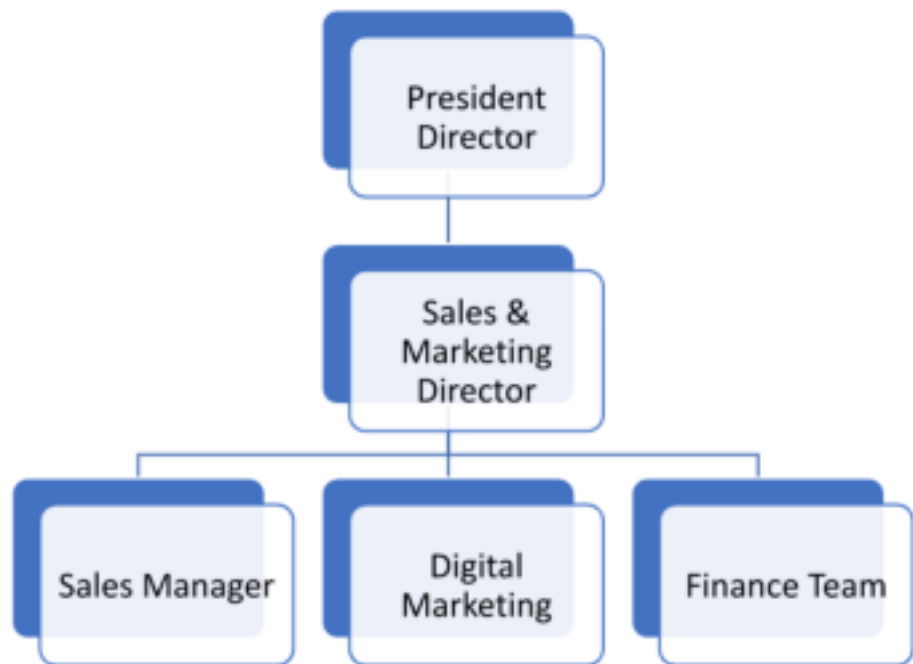 President
Director
Sales &
Marketing
Director
Sales Manager
Digital
Marketing
Finance Team